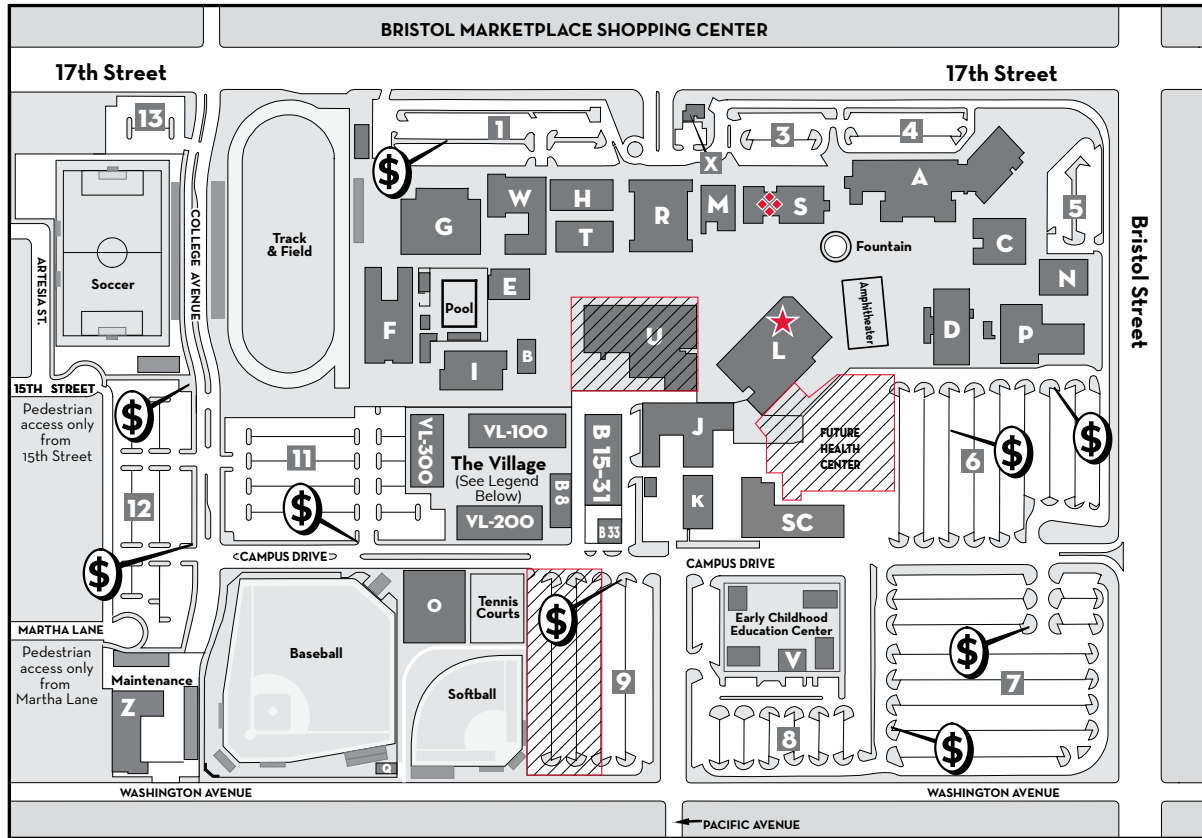 BRISTOL MARKETPLACE SHOPPING CENTER
17th Street
17th Street
13
1
3
4
X
A
5
$
G
W
H
T
R
M
S
C
N
Fountain
COLLEGE AVENUE
Track
& Field
ARTESIA ST.
Soccer
Bristol Street
E
Pool
F
I
B
U
L
Amphitheater
D
P
15TH STREET
Pedestrian
access only
from
15th Street
$
VL-300
VL-100
The Village
(See Legend
Below)
VL-200
B 8
B 15-31
B 33
J
K
SC
FUTURE
HEALTH
CENTER
6
$
$
11
$
12
$
CAMPUS DRIVE
CAMPUS DRIVE
O
Tennis
Courts
$
9
Early Childhood
Education Center
V
$
7
8
$
MARTHA LANE
Pedestrian
access only
from
Martha Lane
Maintenance
Z
Baseball
Softball
Q
WASHINGTON AVENUE
WASHINGTON AVENUE
PACIFIC AVENUE